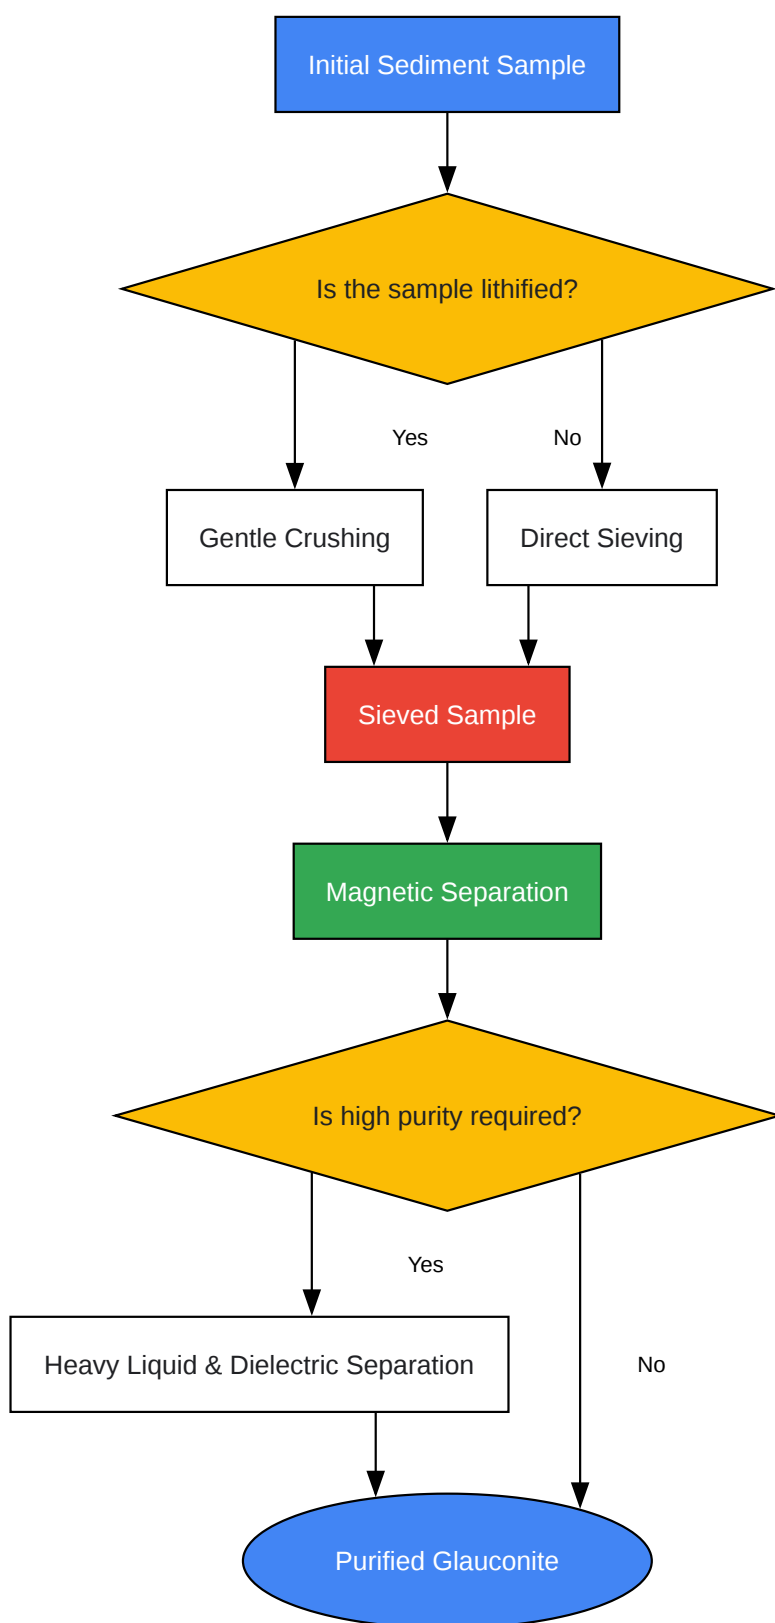 Initial Sediment Sample
Is the sample lithified?
Yes
No
Gentle Crushing
Direct Sieving
Sieved Sample
Magnetic Separation
Is high purity required?
Yes
Heavy Liquid & Dielectric Separation
No
Purified Glauconite